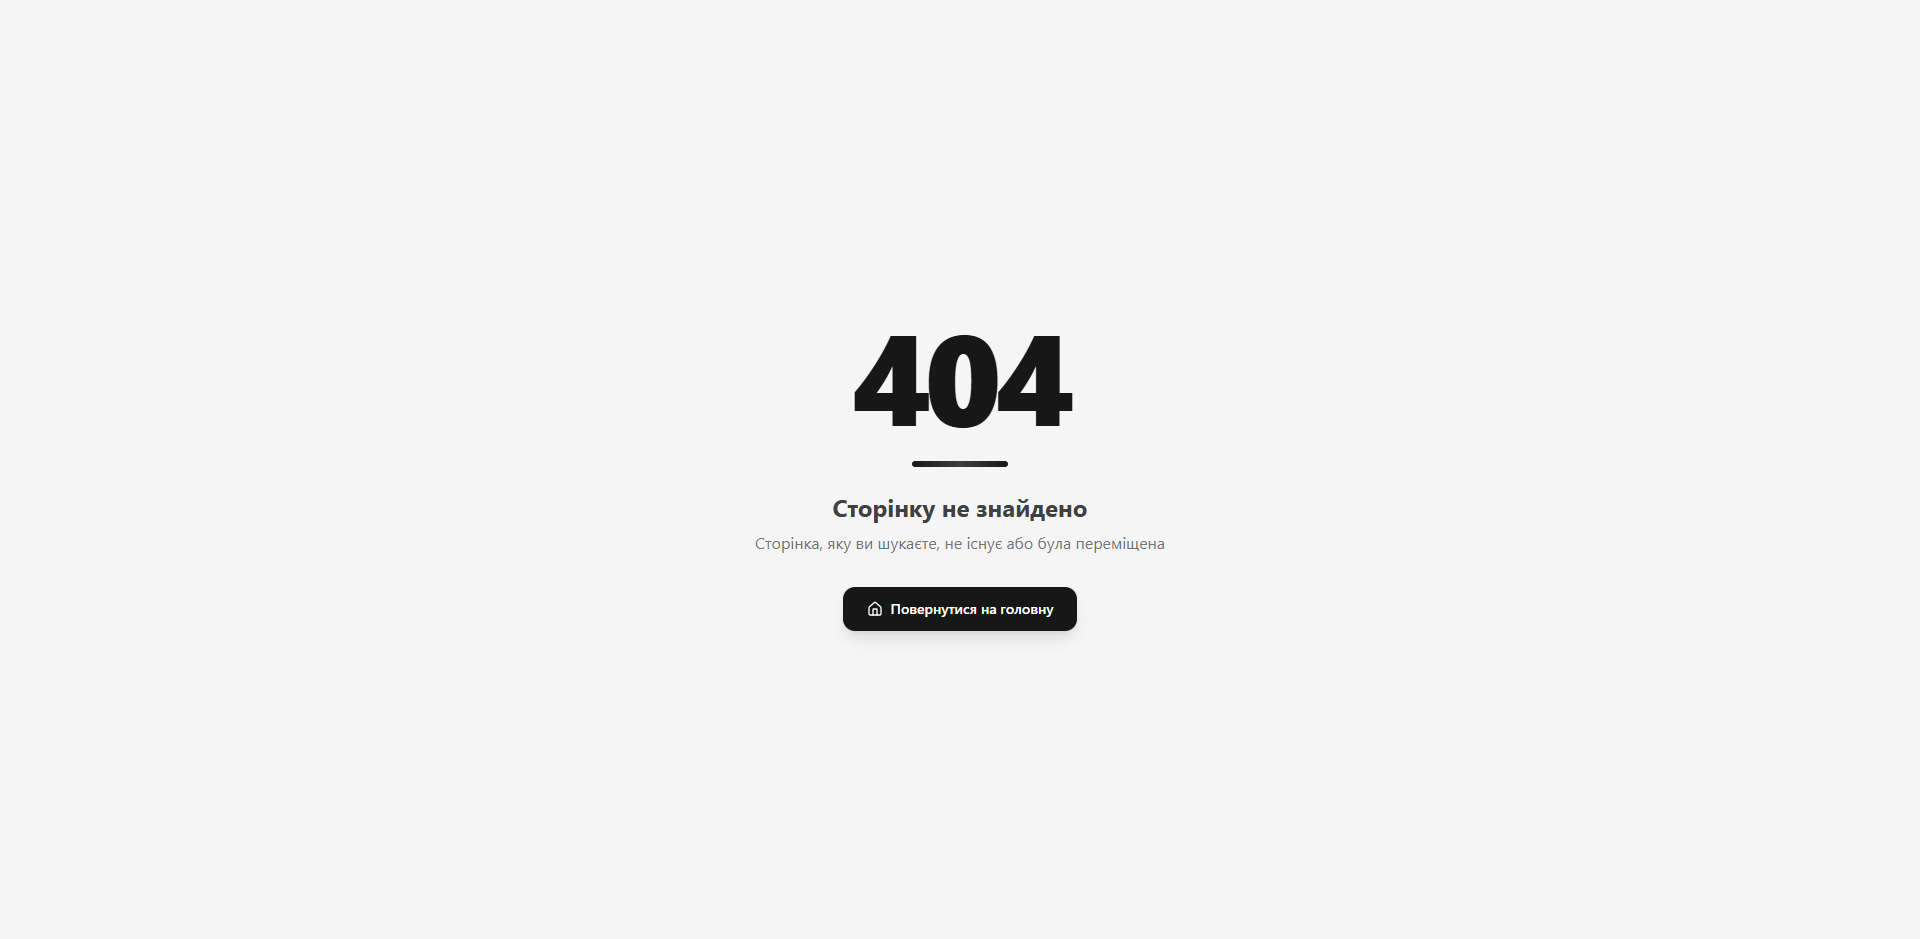 404
Сторінку не знайдено
Сторінка, яку ви шукаєте, не існує або була переміщена
Повернутися на головну